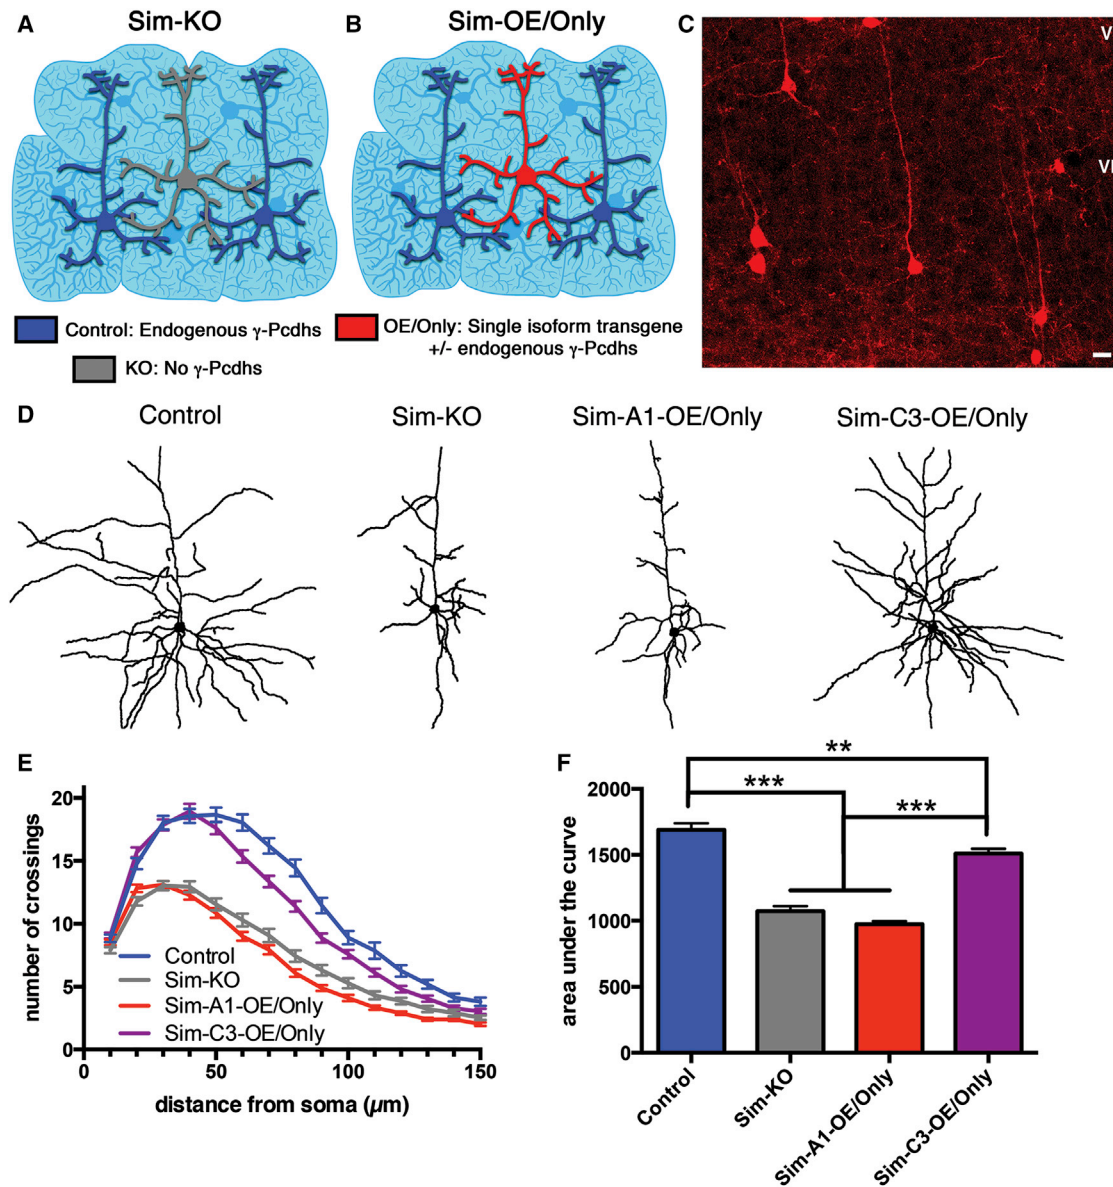 A
Sim-KO
B
Sim-OE/Only
C
V
VI
Control: Endogenous γ-Pcdhs
KO: No γ-Pcdhs
OE/Only: Single isoform transgene
+/- endogenous γ-Pcdhs
D
Control
Sim-KO
Sim-A1-OE/Only
Sim-C3-OE/Only
E
number of crossings
20
15
10
5
0
Control
Sim-KO
Sim-A1-OE/Only
Sim-C3-OE/Only
0
50
100
150
distance from soma (μm)
F
**
***
***
area under the curve
2000
1500
1000
500
0
Control
Sim-KO
Sim-A1-OE/Only
Sim-C3-OE/Only